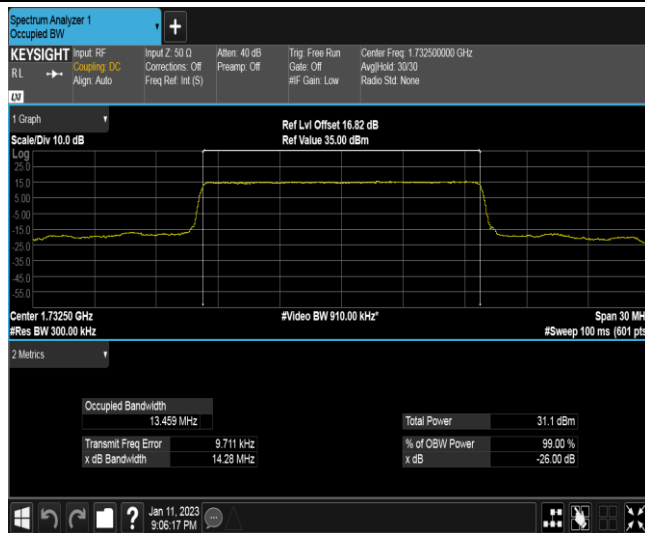 Spectrum Analyzer 1
Occupied BW
+
KEYSIGHT Input: RF Input Z: 50 Ω Atten: 40 dB Trig: Free Run Center Freq: 1.732500000 GHz
RL Coupling: DC Corrections: Off Preamp: Off Gate: Off Avg|Hold: 30/30
Align: Auto Freq Ref: Int (S) #IF Gain: Low Radio Std: None
LXI
1 Graph
Ref Lvl Offset 16.82 dB
Scale/Div 10.0 dB Ref Value 35.00 dBm
Log
25.0
15.0
5.00
-5.00
-15.0
-25.0
-35.0
-45.0
-55.0
Center 1.73250 GHz #Video BW 910.00 kHz* Span 30 MH
#Res BW 300.00 kHz #Sweep 100 ms (601 pts
2 Metrics
Occupied Bandwidth
13.459 MHz Total Power 31.1 dBm
Transmit Freq Error 9.711 kHz % of OBW Power 99.00 %
x dB Bandwidth 14.28 MHz x dB -26.00 dB
? Jan 11, 2023
9:06:17 PM